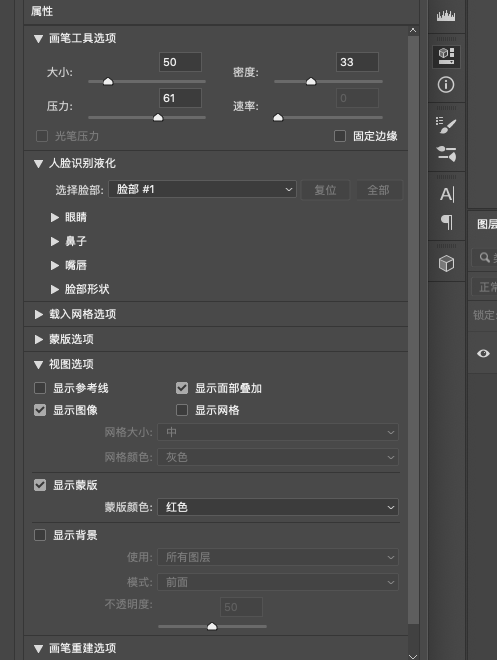 属性
画笔工具选项
大小: 50 密度: 33
压力: 61 速率: 0
光笔压力 固定边缘
人脸识别液化
选择脸部: 脸部 #1 复位 全部
眼睛
鼻子
嘴唇
脸部形状
载入网格选项
蒙版选项
视图选项
显示参考线 显示面部叠加
显示图像 显示网格
网格大小: 中
网格颜色: 灰色
显示蒙版
蒙版颜色: 红色
显示背景
使用: 所有图层
模式: 前面
不透明度: 50
画笔重建选项
A
图层
正常
锁定: